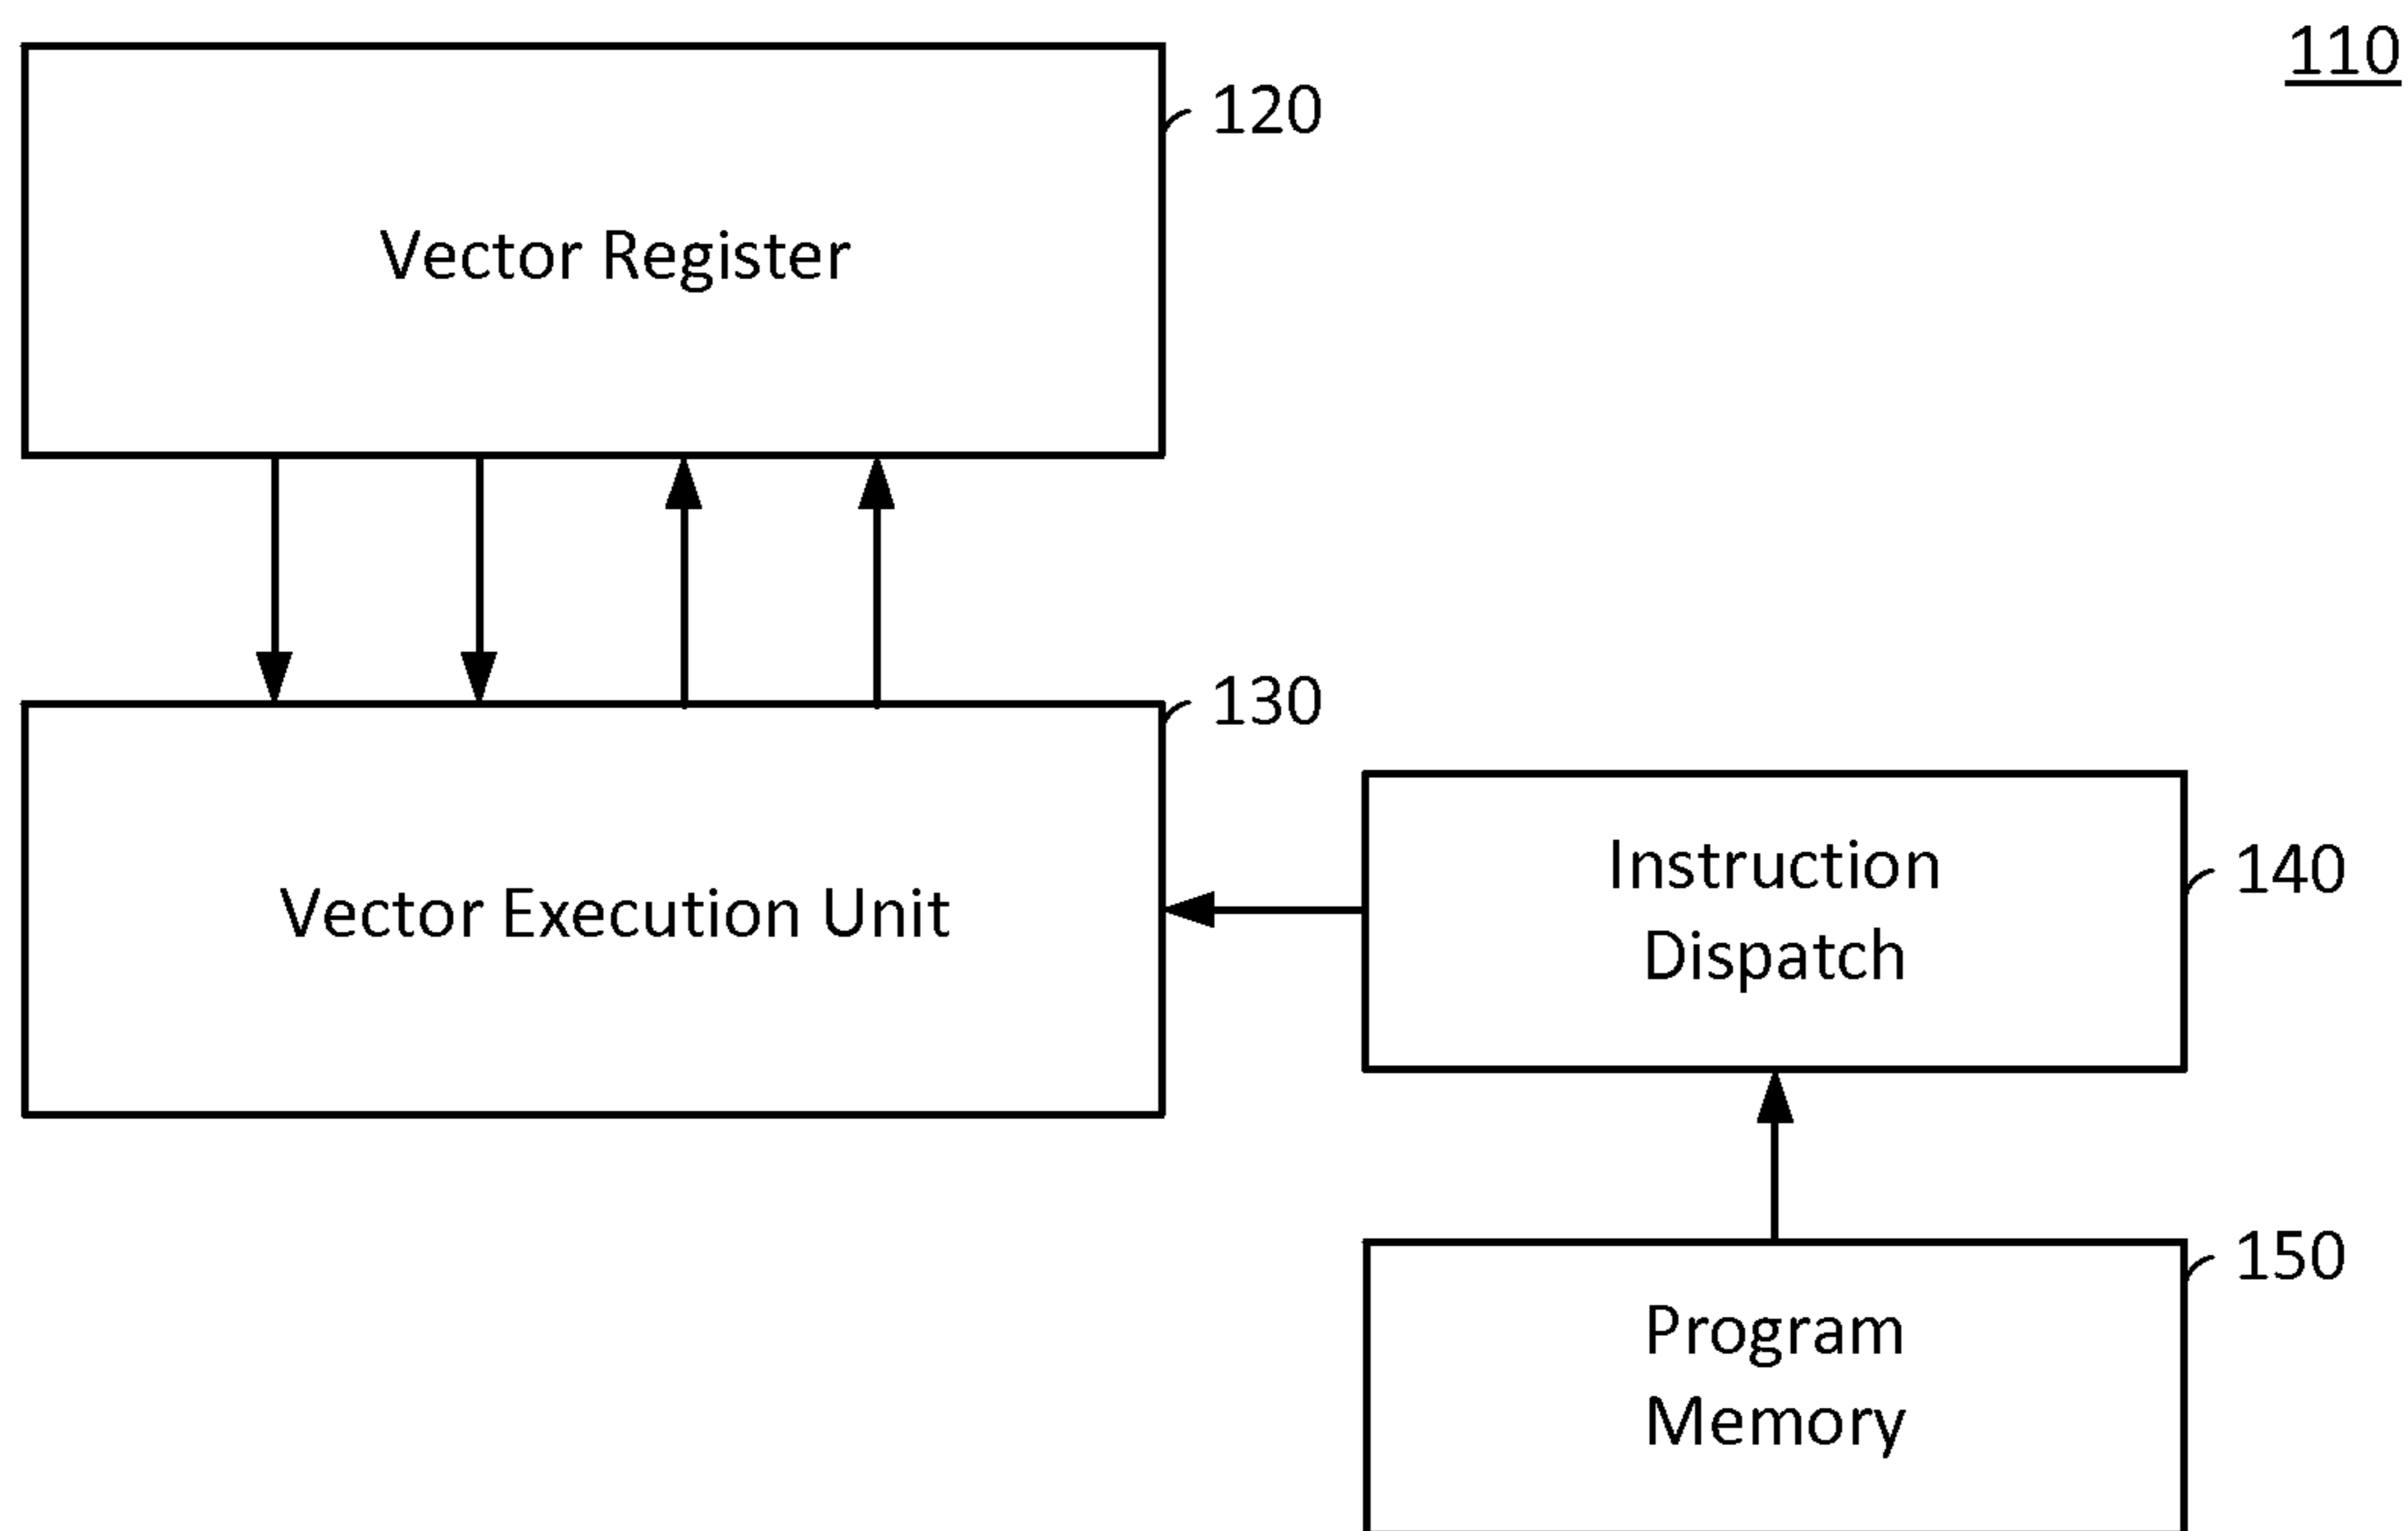 110
120
Vector Register
130
Vector Execution Unit
Instruction
Dispatch
140
150
Program
Memory